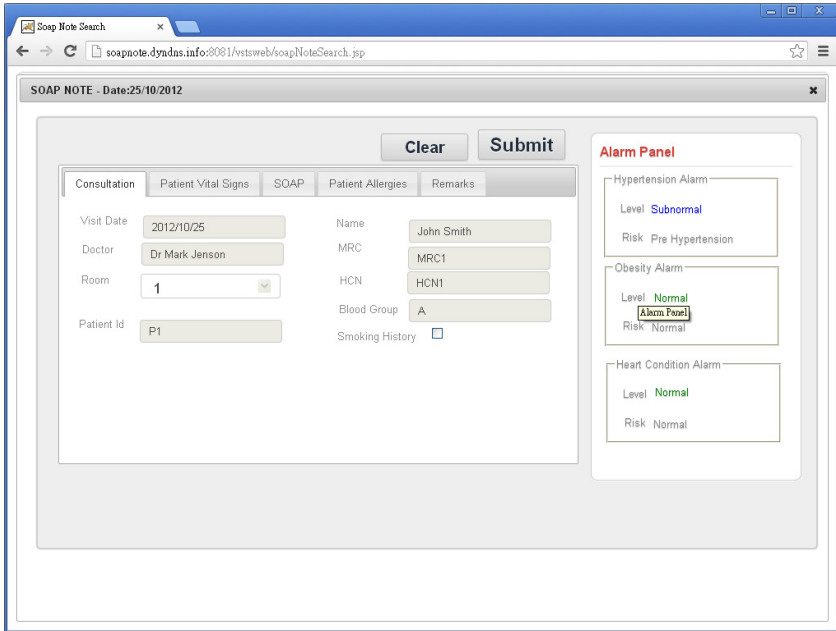 Soap Note Search
soapnote.dyndns.info:8081/vstsweb/soapNoteSearch.jsp
SOAP NOTE - Date:25/10/2012
Clear Submit
Consultation Patient Vital Signs SOAP Patient Allergies Remarks
Visit Date 2012/10/25 Name John Smith
Doctor Dr Mark Jenson MRC MRC1
Room 1 HCN HCN1
Blood Group A
Patient Id P1 Smoking History
Alarm Panel
Hypertension Alarm
Level Subnormal
Risk Pre Hypertension
Obesity Alarm
Level Normal
Alarm Panel
Risk Normal
Heart Condition Alarm
Level Normal
Risk Normal